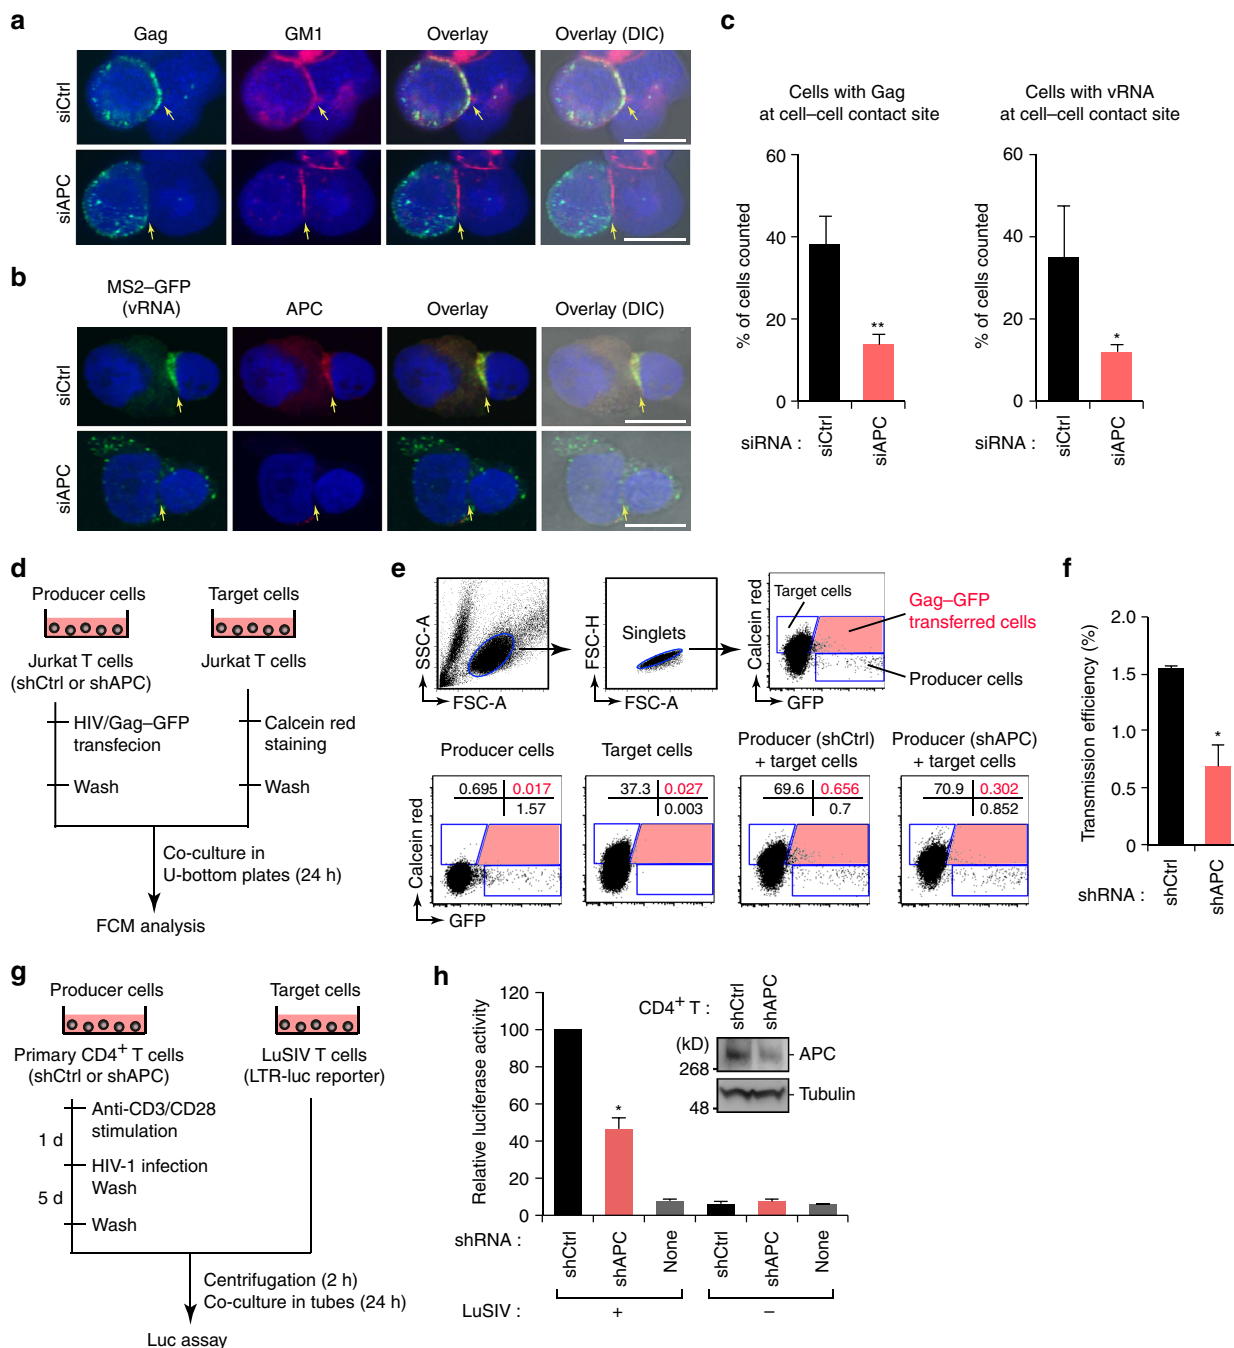 a
Gag
GM1
Overlay
Overlay (DIC)
siCtrl
siAPC
b
MS2–GFP
(vRNA)
APC
Overlay
Overlay (DIC)
siCtrl
siAPC
c
Cells with Gag
at cell–cell contact site
Cells with vRNA
at cell–cell contact site
% of cells counted
60
40
20
0
**
siRNA :
siCtrl
siAPC
% of cells counted
60
40
20
0
*
siRNA :
siCtrl
siAPC
d
Producer cells
Target cells
Jurkat T cells
(shCtrl or shAPC)
Jurkat T cells
HIV/Gag–GFP
transfecion
Calcein red
staining
Wash
Wash
Co-culture in
U-bottom plates (24 h)
FCM analysis
e
SSC-A
FSC-A
FSC-H
Singlets
FSC-A
Calcein red
Target cells
GFP
Gag–GFP
transferred cells
Producer cells
Producer cells
Target cells
Producer (shCtrl)
+ target cells
Producer (shAPC)
+ target cells
0.695 0.017
1.57
37.3 0.027
0.003
69.6 0.656
0.7
70.9 0.302
0.852
Calcein red
GFP
f
Transmission efficiency (%)
2.0
1.5
1.0
0.5
0
*
shRNA :
shCtrl
shAPC
g
Producer cells
Target cells
Primary CD4+ T cells
(shCtrl or shAPC)
LuSIV T cells
(LTR-luc reporter)
Anti-CD3/CD28
stimulation
1 d
HIV-1 infection
Wash
5 d
Wash
Centrifugation (2 h)
Co-culture in tubes (24 h)
Luc assay
h
Relative luciferase activity
120
100
80
60
40
20
0
*
CD4+ T :
shCtrl
shAPC
(kD)
268
APC
48
Tubulin
shRNA :
shCtrl
shAPC
None
shCtrl
shAPC
None
LuSIV :
+
–